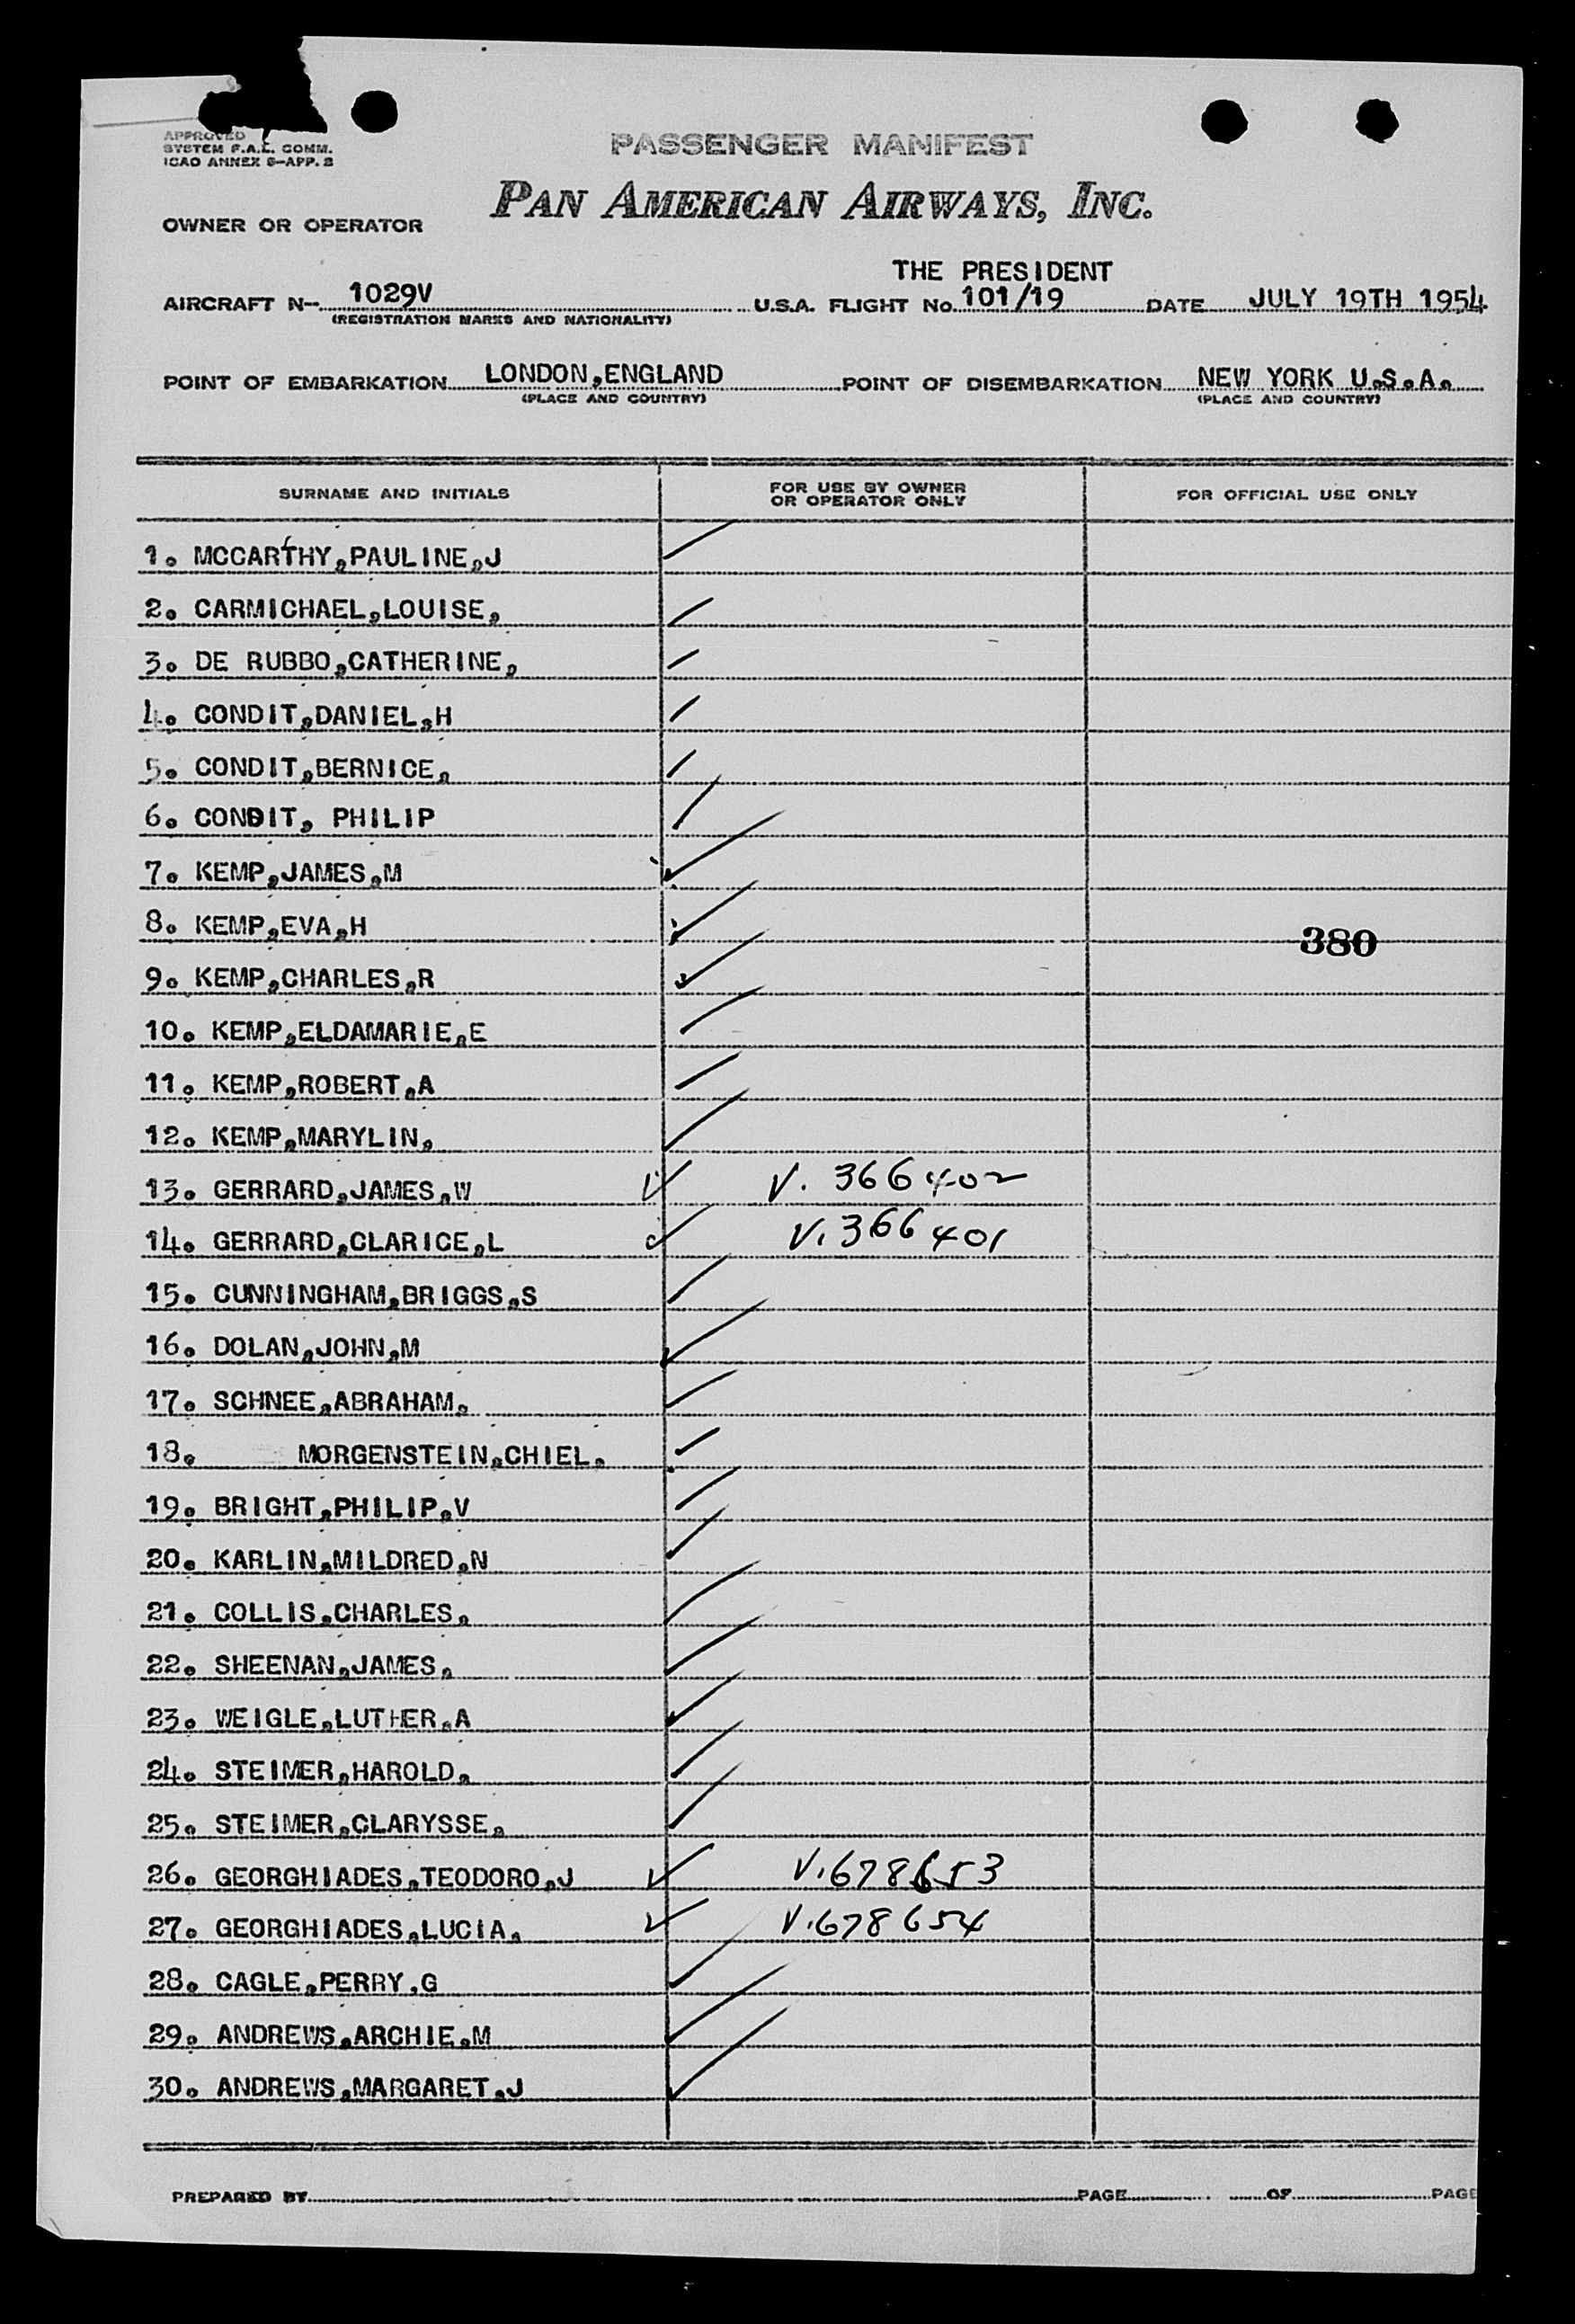 APPROVED
SYSTEM F.A.L. COMM.
ICAO ANNEX 9—APP. 2
PASSENGER MANIFEST
PAN AMERICAN AIRWAYS, INC.
OWNER OR OPERATOR
THE PRESIDENT
AIRCRAFT N- 1029V U.S.A. FLIGHT No. 101/19 DATE JULY 19TH 1954
(REGISTRATION MARKS AND NATIONALITY)
POINT OF EMBARKATION LONDON,ENGLAND POINT OF DISEMBARKATION NEW YORK U.S.A.
(PLACE AND COUNTRY) (PLACE AND COUNTRY)
SURNAME AND INITIALS FOR USE BY OWNER OR OPERATOR ONLY FOR OFFICIAL USE ONLY
1. MCCARTHY,PAULINE,J
2. CARMICHAEL,LOUISE,
3. DE RUBBO,CATHERINE,
4. CONDIT,DANIEL,H
5. CONDIT,BERNICE,
6. CONDIT, PHILIP
7. KEMP,JAMES,M
8. KEMP,EVA,H 380
9. KEMP,CHARLES,R
10. KEMP,ELDAMARIE,E
11. KEMP,ROBERT,A
12. KEMP,MARYLIN,
13. GERRARD,JAMES,W V. 366402
14. GERRARD,CLARICE,L V.366401
15. CUNNINGHAM,BRIGGS,S
16. DOLAN,JOHN,M
17. SCHNEE,ABRAHAM,
18. MORGENSTEIN,CHIEL,
19. BRIGHT,PHILIP,V
20. KARLIN,MILDRED,N
21. COLLIS,CHARLES,
22. SHEENAN,JAMES,
23. WEIGLE,LUTHER,A
24. STEIMER,HAROLD,
25. STEIMER,CLARYSSE,
26. GEORGHIADES,TEODORO,J V.678653
27. GEORGHIADES,LUCIA, V.678654
28. CAGLE,PERRY,G
29. ANDREWS,ARCHIE,M
30. ANDREWS,MARGARET,J
PREPARED BY PAGE OF PAGE